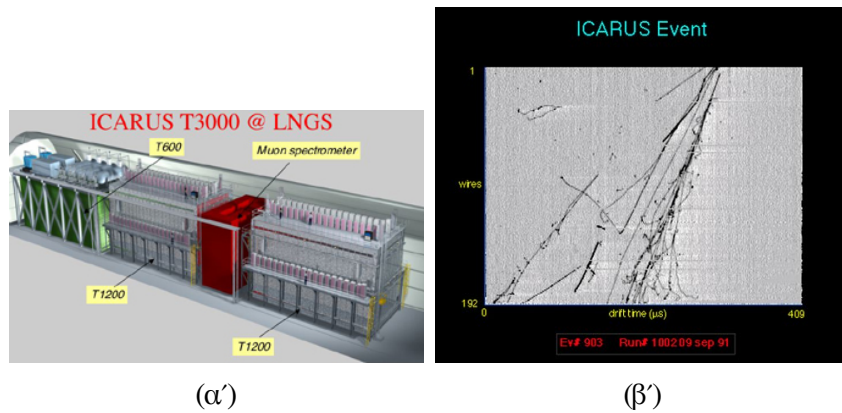 ICARUS T3000 @ LNGS
T600
Muon spectrometer
T1200
T1200
(α´)
ICARUS Event
1
wires
192
0
drift time (μs)
409
Ev# 903 Run# 1002 09 sep 91
(β´)